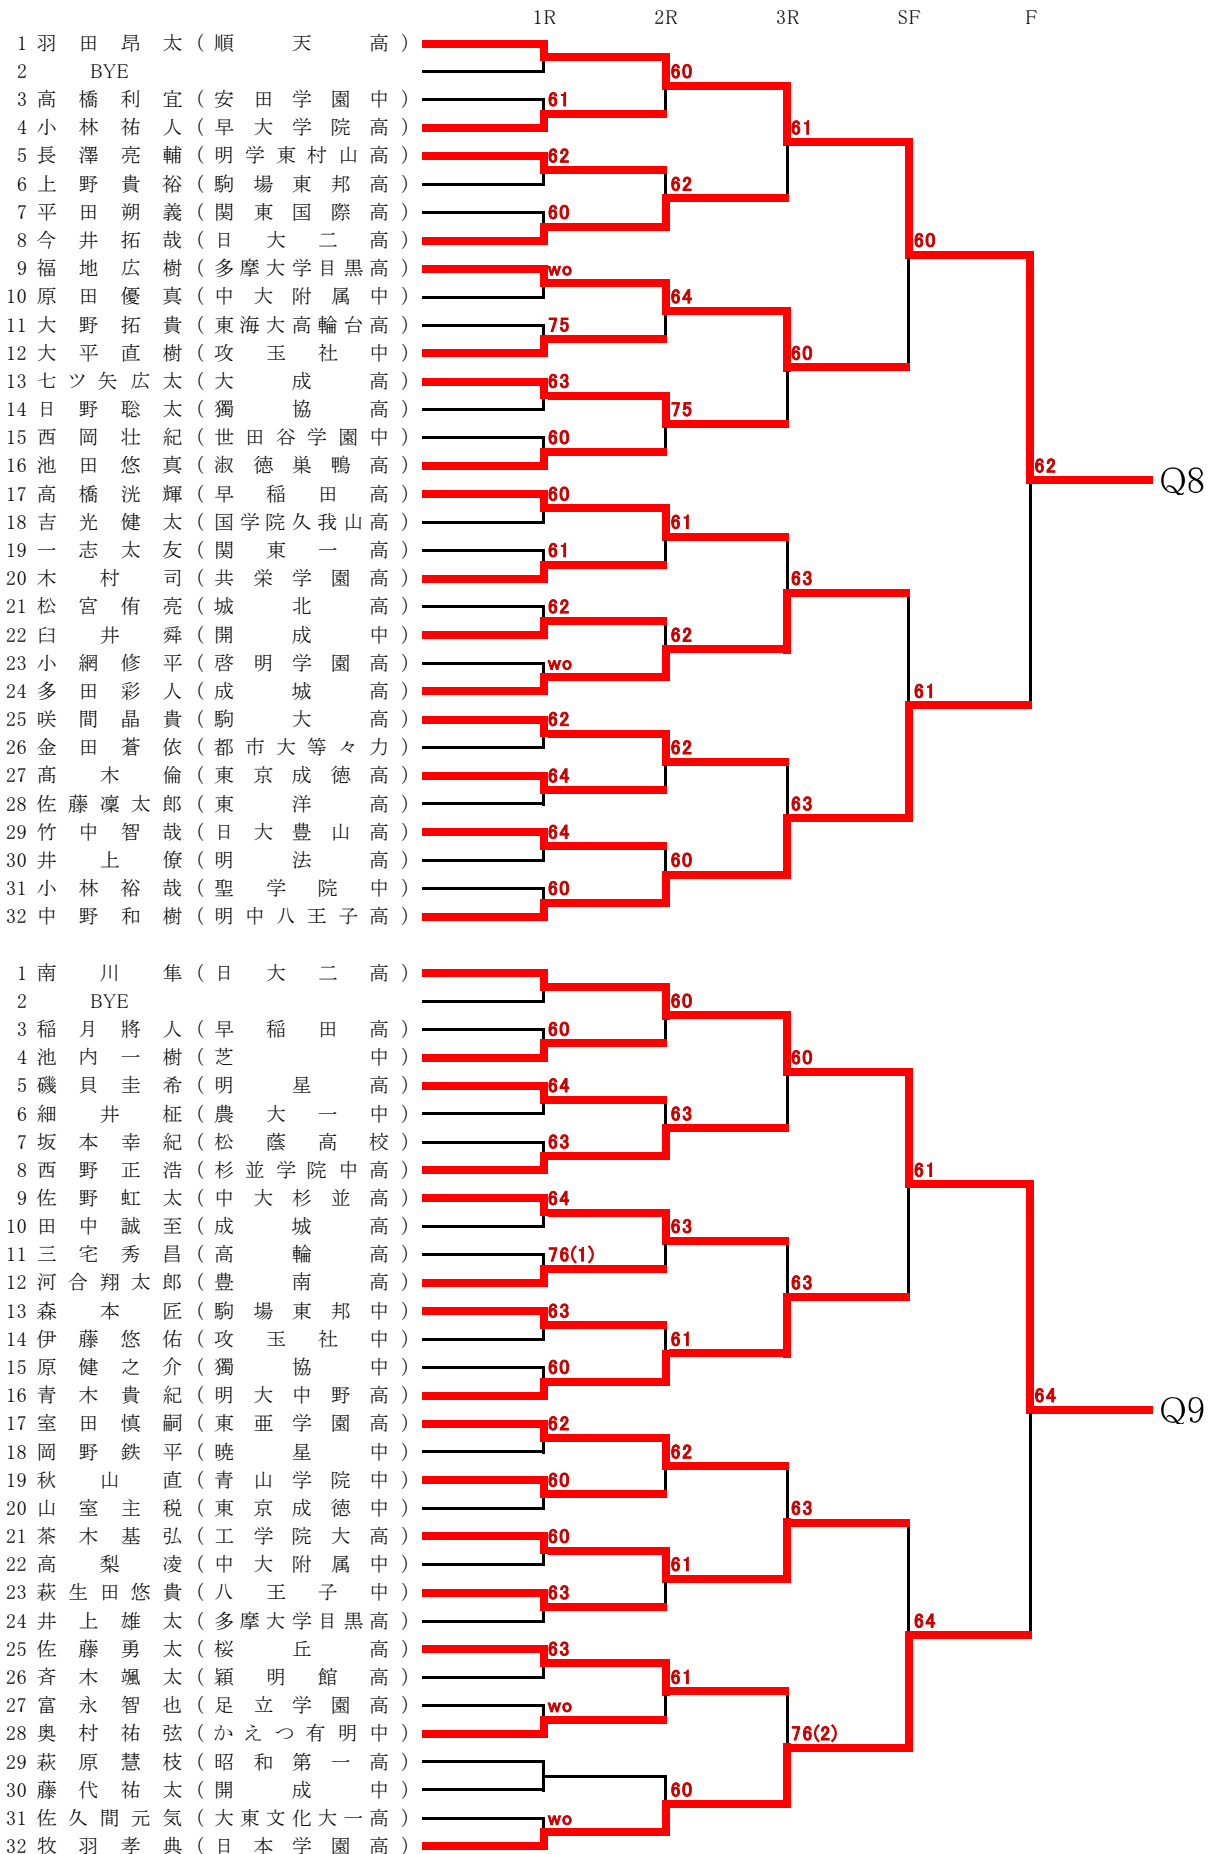 1R 2R 3R SF F
1 羽田昂太(順天高)
2 BYE 60
3 高橋利宜(安田学園中) 61
4 小林祐人(早大学院高) 61
5 長澤亮輔(明学東村山高) 62
6 上野貴裕(駒場東邦高) 62
7 平田朔義(関東国際高) 60
8 今井拓哉(日大二高) 60
9 福地広樹(多摩大学目黒高) wo
10 原田優真(中大附属中) 64
11 大野拓貴(東海大高輪台高) 75
12 大平直樹(攻玉社中) 60
13 七ツ矢広太(大成高) 63
14 日野聡太(獨協高) 75
15 西岡壮紀(世田谷学園中) 60
16 池田悠真(淑徳巣鴨高) 62
Q8
17 高橋洸輝(早稲田高) 60
18 吉光健太(国学院久我山高) 61
19 一志太友(関東一高) 61
20 木村司(共栄学園高) 63
21 松宮侑亮(城北高) 62
22 臼井舜(開成中) 62
23 小網修平(啓明学園高) wo
24 多田彩人(成城高) 61
25 咲間晶貴(駒大高) 62
26 金田蒼依(都市大等々力) 62
27 髙木倫(東京成徳高) 64
28 佐藤凜太郎(東洋高) 63
29 竹中智哉(日大豊山高) 64
30 井上僚(明法高) 60
31 小林裕哉(聖学院中) 60
32 中野和樹(明中八王子高)
1 南川隼(日大二高)
2 BYE 60
3 稲月將人(早稲田高) 60
4 池内一樹(芝中) 60
5 磯貝圭希(明星高) 64
6 細井柾(農大一中) 63
7 坂本幸紀(松蔭高校) 63
8 西野正浩(杉並学院中高) 61
9 佐野虹太(中大杉並高) 64
10 田中誠至(成城高) 63
11 三宅秀昌(高輪高) 76(1)
12 河合翔太郎(豊南高) 63
13 森本匠(駒場東邦中) 63
14 伊藤悠佑(攻玉社中) 61
15 原健之介(獨協中) 60
16 青木貴紀(明大中野高) 64
Q9
17 室田慎嗣(東亜学園高) 62
18 岡野鉄平(暁星中) 62
19 秋山直(青山学院中) 60
20 山室主税(東京成徳中) 63
21 茶木基弘(工学院大高) 60
22 高梨凌(中大附属中) 61
23 萩生田悠貴(八王子中) 63
24 井上雄太(多摩大学目黒高) 64
25 佐藤勇太(桜丘高) 63
26 斉木颯太(穎明館高) 61
27 富永智也(足立学園高) wo
28 奥村祐弦(かえつ有明中) 76(2)
29 萩原慧枝(昭和第一高)
30 藤代祐太(開成中) 60
31 佐久間元気(大東文化大一高) wo
32 牧羽孝典(日本学園高)